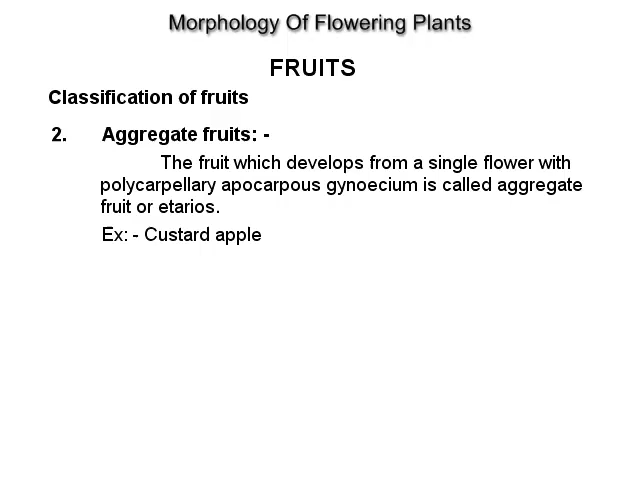 Morphology Of Flowering Plants
FRUITS
Classification of fruits
2. Aggregate fruits: -
The fruit which develops from a single flower with
polycarpellary apocarpous gynoecium is called aggregate
fruit or etarios.
Ex: - Custard apple